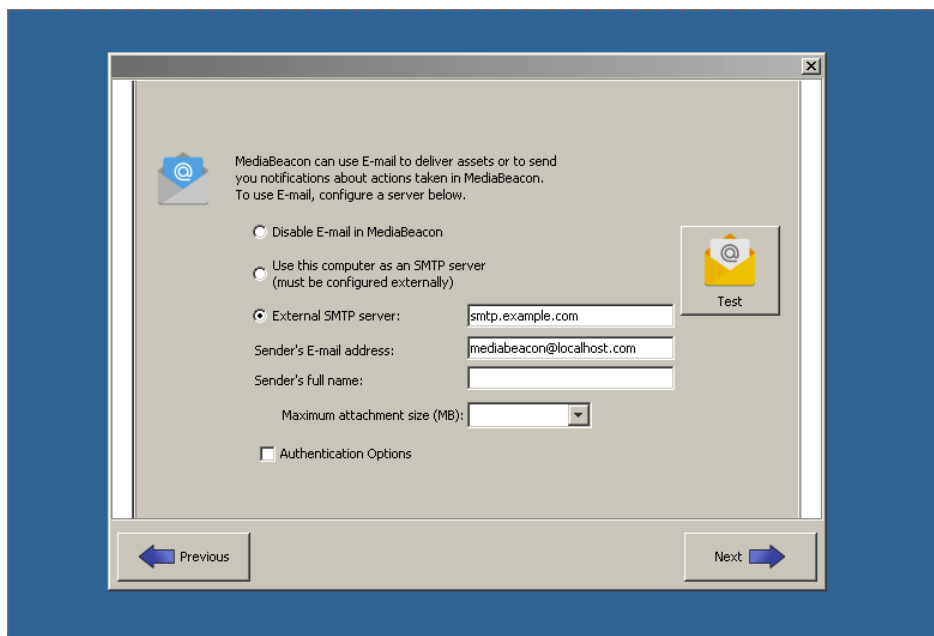 MediaBeacon can use E-mail to deliver assets or to send
you notifications about actions taken in MediaBeacon.
To use E-mail, configure a server below.
Disable E-mail in MediaBeacon
Use this computer as an SMTP server
(must be configured externally)
Test
External SMTP server: smtp.example.com
Sender's E-mail address: mediabeacon@localhost.com
Sender's full name:
Maximum attachment size (MB):
Authentication Options
Previous
Next